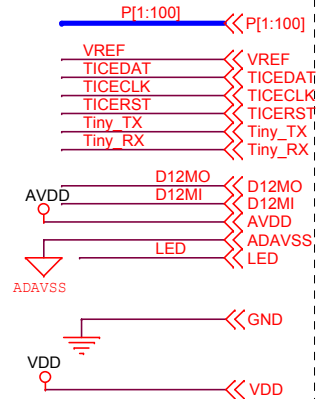 P[1:100] P[1:100]
VREF VREF
TICEDAT TICEDAT
TICECLK TICECLK
TICERST TICERST
Tiny_TX Tiny_TX
Tiny_RX Tiny_RX
D12MO D12MO
D12MI D12MI
AVDD AVDD
ADAVSS
LED LED
ADAVSS
GND
VDD
VDD